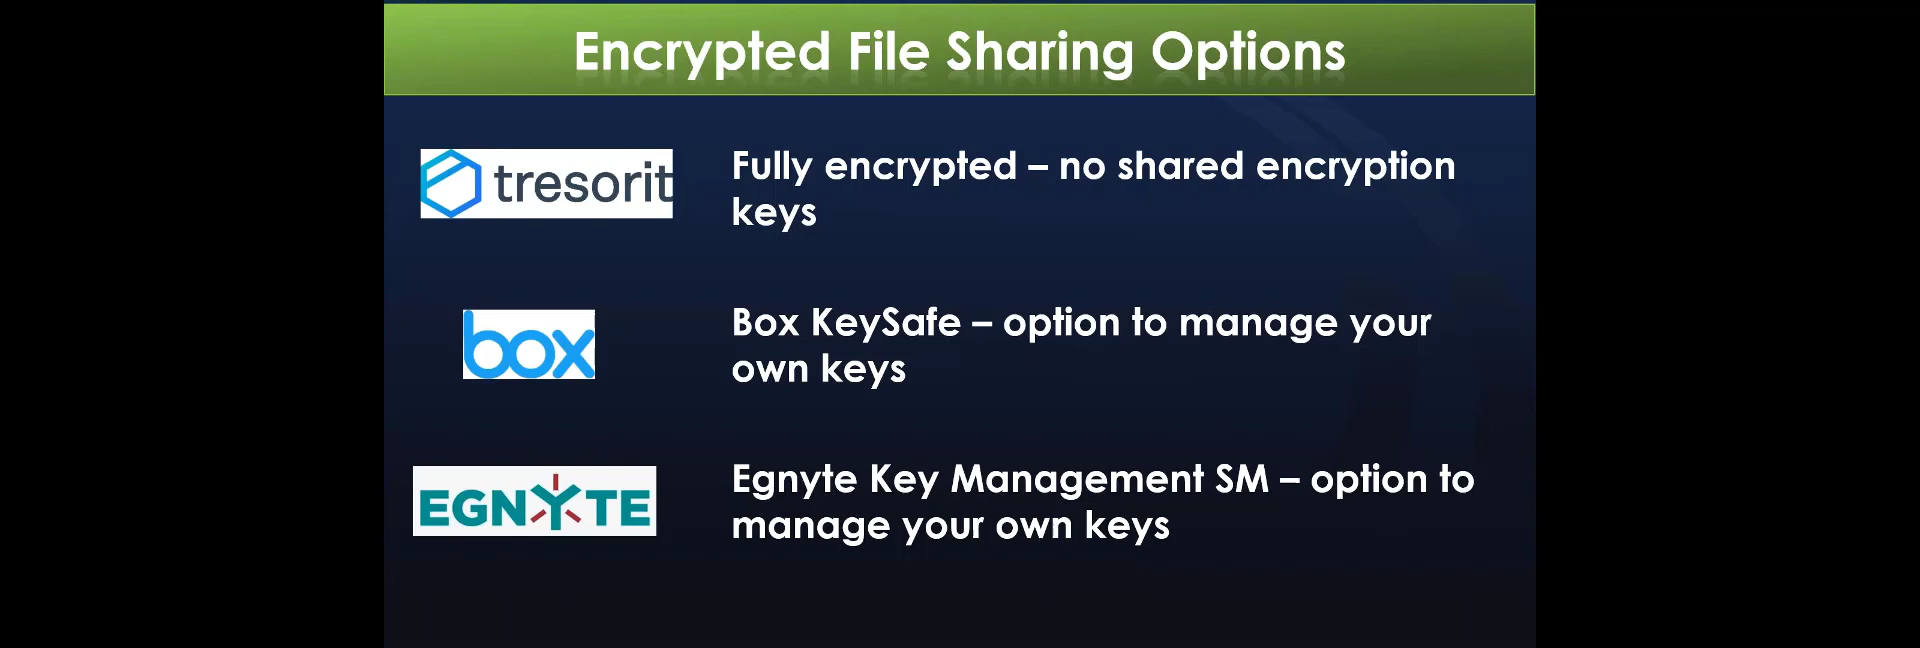 Encrypted File Sharing Options
tresorit
Fully encrypted – no shared encryption
keys
box
Box KeySafe – option to manage your
own keys
EGNYTE
Egnyte Key Management SM – option to
manage your own keys